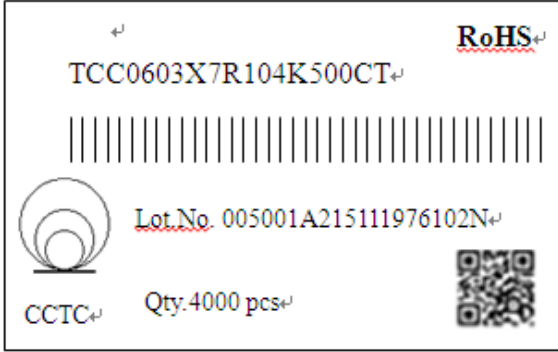 RoHS
TCC0603X7R104K500CT
Lot.No. 005001A215111976102N
Qty.4000 pcs
CCTC